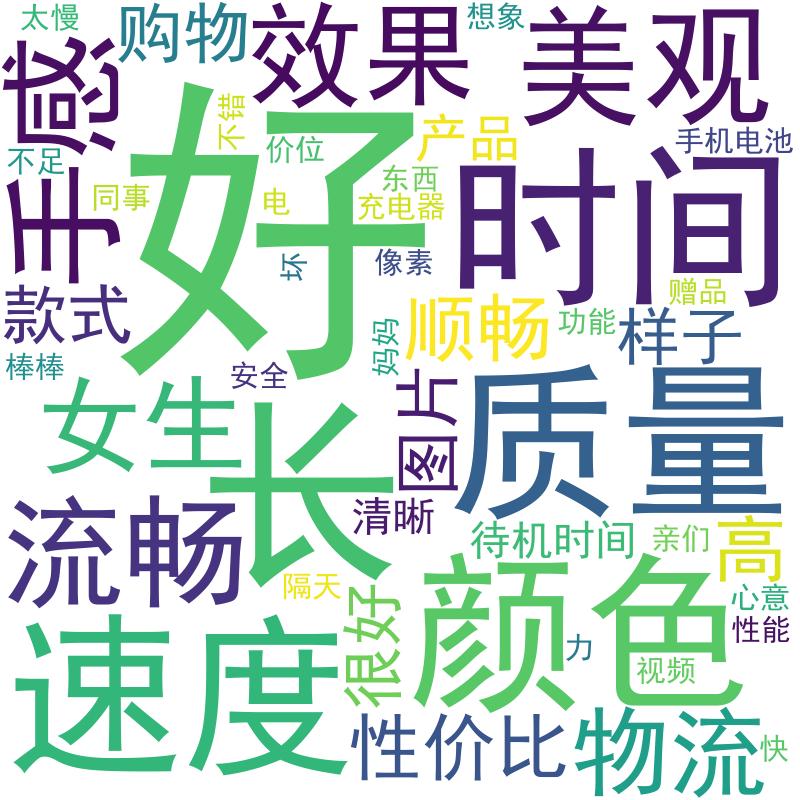 太慢
购物
效果
想象
美观
手感
不错
价位
产品
手机电池
不足
同事
电
东西
充电器
好
时间
坏
像素
赠品
款式
顺畅
功能
样子
棒棒
安全
妈妈
女生
长
图片
质量
流畅
清晰
待机时间
亲们
高
隔天
很好
颜色
心意
性能
力
视频
速度
性价比
物流
快